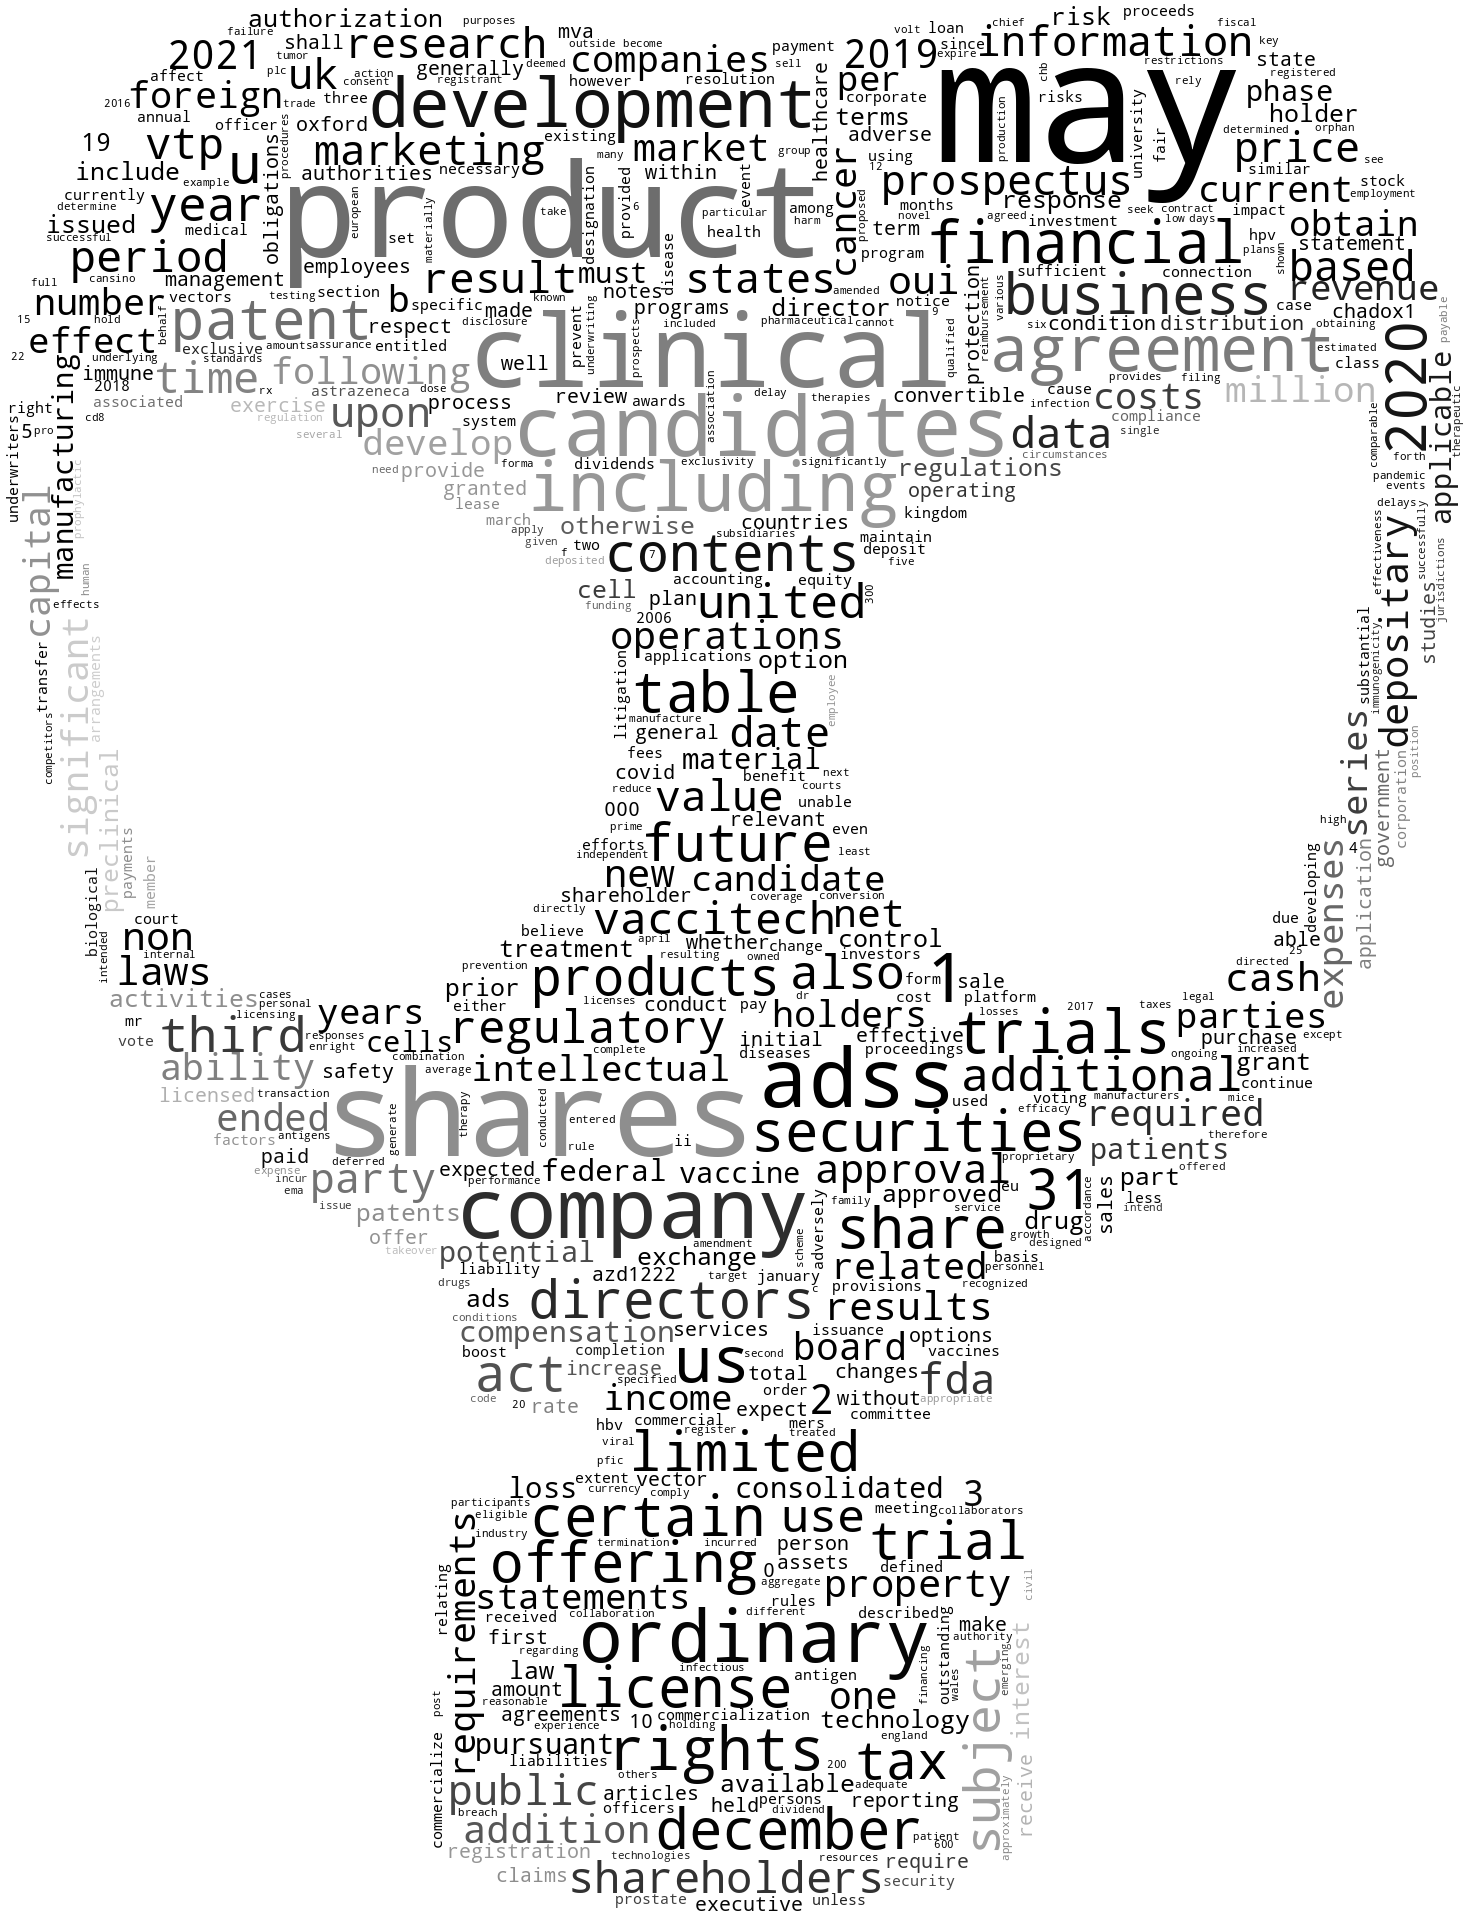 authorization purposes
failure shall research mva volt loan chief risk proceeds fiscal
2021 tumor generally outside become deemed companies payment 2019 since information key
affect uk consent action registrant however resolution sell per expire may restrictions state
2016 foreign trade three development healthcare corporate chb risks rely registered phase
annual officer oxford existing terms production university determined orphan holder
19 vtp u procedures marketing many market group adverse fair price see
include authorities necessary within using 12 prospectus similar
currently example obligations product designation event cancer response current stock employment
determine year european take provided 6 particular among proposed months novel agreed investment seek contract low days impact
issued medical set materially health harm term financial hpv plans shown obtain
successful period employees disease program statement
full cansino management result must states oui protection sufficient connection based
number vectors testing section b specific made known notes programs director amended notice reimbursement various business case revenue
15 hold behalf patent respect disclosure underwriting included pharmaceutical cannot 9 six condition distribution obtaining chadox1 payable
effect exclusive amounts assurance entitled clinical prevent prospects qualified agreement estimated
22 underlying standards well class 2020
immune time following
2018 rx astrazeneca dose review awards delay therapies convertible cause provides filing million
associated exercise upon process association infection costs
right regulation system candidates compliance applicable
5 pro cd8 several develop data single comparable therapeutic
underwriters manufacturing need provide forma dividends exclusivity significantly regulations circumstances forth
prophylactic granted including operating pandemic events
capital lease kingdom delays
march otherwise countries
apply given f two subsidiaries contents maintain deposit depositary
deposited 7 five effectiveness successfully
human cell accounting equity jurisdictions
effects funding plan united 300 studies
2006 operations substantial immunogenicity
significant transfer arrangements applications option
litigation table employee
manufacture
competitors general date series
fees material position
preclinical covid benefit next government corporation
reduce value courts
000 unable
relevant
prime efforts future even high
independent least 4
payments new candidate expenses application developing
member shareholder coverage conversion
biological directly vaccitech net
court believe due
non treatment april whether change control able
intended internal resulting owned investors 25
laws prevention products also 1 form sale directed cash
activities cases personal prior licenses conduct pay dr cost platform legal
mr licensing years either holders losses 2017 taxes parties
vote third responses regulatory initial effective trials purchase except
enright cells complete diseases proceedings ongoing increased
ability safety combination average intellectual adss additional grant
licensed transaction used voting manufacturers mice continue
ended shares generate therapy conducted entered securities efficacy required
factors antigens rule ii therefore
paid deferred proprietary patients
expense party expected federal vaccine approval offered
incur performance eu 31 part
ema issue company family approved accordance sales less
patents adversely service drug intend
offer share growth designed
takeover potential amendment scheme
exchange related basis
liability azd1222 target january personnel
drugs c provisions recognized
ads directors results
conditions compensation services issuance options
boost completion us second board vaccines
act increase total changes fda
specified
code 20 rate income order expect 2 without appropriate
hbv commercial mers committee
register treated
viral limited
pfic
loss extent vector consolidated 3
currency comply
participants eligible certain use meeting collaborators
industry trial
requirements termination incurred person
offering 0 assets defined
relating statements aggregate property civil
rules
received collaboration different described
first ordinary outstanding make
regarding authority
law infectious antigen financing wales subject emerging interest
amount license one
post reasonable
agreements 10 commercialization technology
experience holding
pursuant rights england
liabilities tax
others 200
commercialize public available adequate approximately receive
articles reporting
breach officers held persons dividend
addition december patient
600
registration technologies resources require
claims shareholders security
prostate executive unless